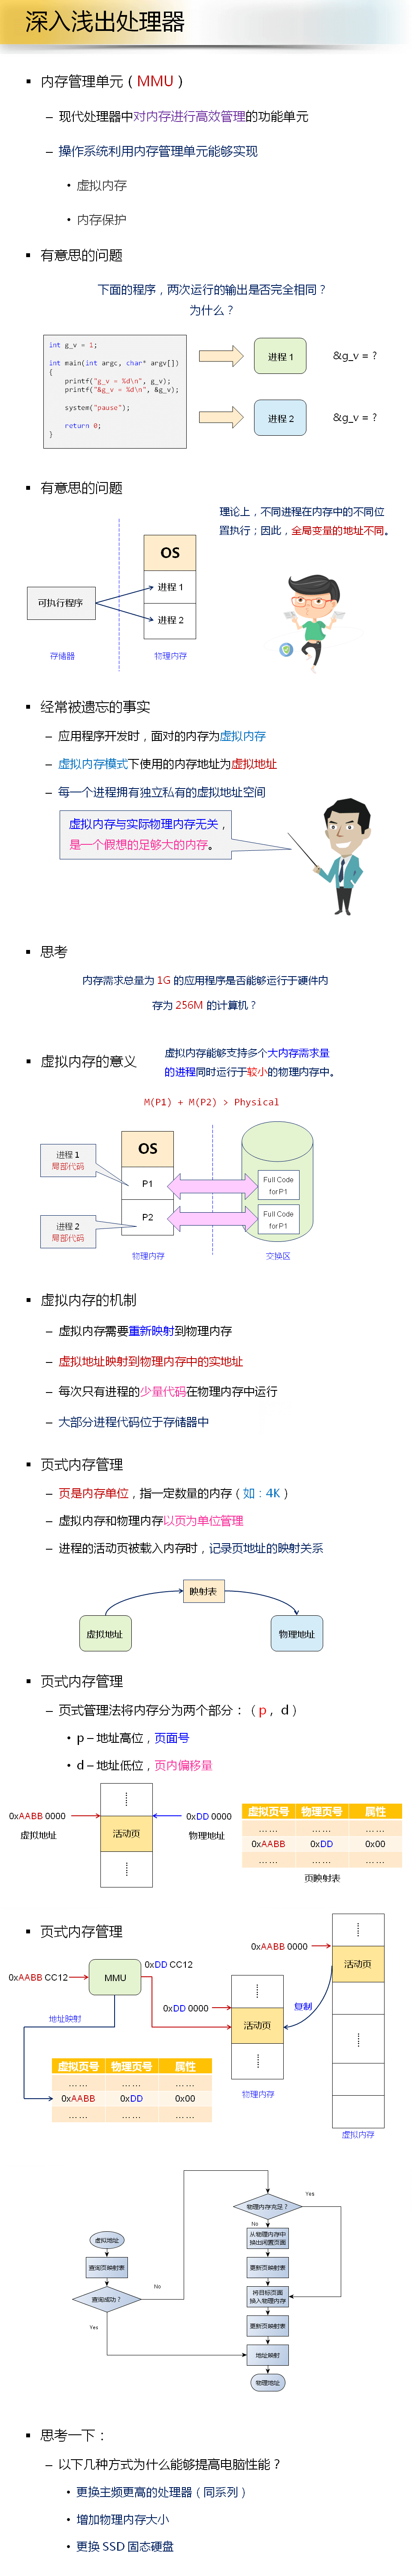 深入浅出处理器
内存管理单元（MMU）
– 现代处理器中对内存进行高效管理的功能单元
– 操作系统利用内存管理单元能够实现
• 虚拟内存
• 内存保护
有意思的问题
下面的程序，两次运行的输出是否完全相同？
为什么？
int g_v = 1;
int main(int argc, char* argv[])
{
printf("g_v = %d\n", g_v);
printf("&g_v = %d\n", &g_v);
system("pause");
return 0;
}
进程 1
&g_v = ?
进程 2
&g_v = ?
有意思的问题
理论上，不同进程在内存中的不同位
置执行；因此，全局变量的地址不同。
OS
可执行程序
进程 1
进程 2
存储器
物理内存
经常被遗忘的事实
– 应用程序开发时，面对的内存为虚拟内存
– 虚拟内存模式下使用的内存地址为虚拟地址
– 每一个进程拥有独立私有的虚拟地址空间
虚拟内存与实际物理内存无关，
是一个假想的足够大的内存。
思考
内存需求总量为 1G 的应用程序是否能够运行于硬件内
存为 256M 的计算机？
虚拟内存的意义
虚拟内存能够支持多个大内存需求量
的进程同时运行于较小的物理内存中。
M(P1) + M(P2) > Physical
进程 1
局部代码
OS
P1
Full Code
forP1
进程 2
局部代码
P2
Full Code
forP1
物理内存
交换区
虚拟内存的机制
– 虚拟内存需要重新映射到物理内存
– 虚拟地址映射到物理内存中的实地址
– 每次只有进程的少量代码在物理内存中运行
– 大部分进程代码位于存储器中
页式内存管理
– 页是内存单位，指一定数量的内存（如：4K）
– 虚拟内存和物理内存以页为单位管理
– 进程的活动页被载入内存时，记录页地址的映射关系
映射表
虚拟地址
物理地址
页式内存管理
– 页式管理法将内存分为两个部分：（p，d）
• p – 地址高位，页面号
• d – 地址低位，页内偏移量
0xAABB 0000
虚拟地址
……
活动页
……
0xDD 0000
物理地址
虚拟页号 物理页号 属性
…… …… ……
0xAABB 0xDD 0x00
…… …… ……
页映射表
页式内存管理
0xAABB CC12
MMU
0xDD CC12
地址映射
0xAABB 0000
……
活动页
……
虚拟内存
复制
0xDD 0000
……
活动页
……
物理内存
虚拟页号 物理页号 属性
…… …… ……
0xAABB 0xDD 0x00
…… …… ……
虚拟地址
查询页映射表
查询成功？
No
Yes
物理内存充足？
Yes
No
从物理内存中
换出闲置页面
更新页映射表
将目标页面
换入物理内存
更新页映射表
地址映射
物理地址
思考一下：
– 以下几种方式为什么能够提高电脑性能？
• 更换主频更高的处理器（同系列）
• 增加物理内存大小
• 更换 SSD 固态硬盘